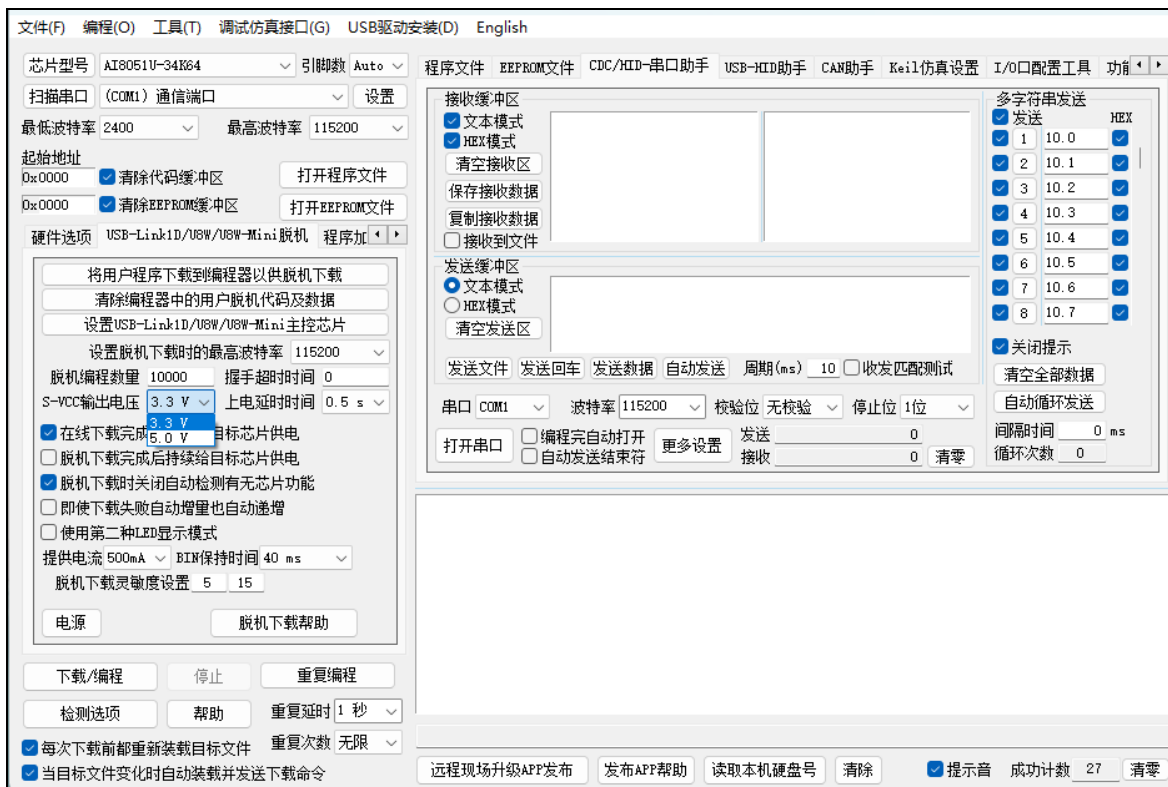 文件(F) 编程(O) 工具(T) 调试仿真接口(G) USB驱动安装(D) English
芯片型号 AI8051U-34K64 引脚数 Auto
扫描串口 (COM1) 通信端口 设置
最低波特率 2400 最高波特率 115200
起始地址
0x0000 清除代码缓冲区 打开程序文件
0x0000 清除EEPROM缓冲区 打开EEPROM文件
硬件选项 USB-Link1D/U8W/U8W-Mini脱机 程序加
将用户程序下载到编程器以供脱机下载
清除编程器中的用户脱机代码及数据
设置USB-Link1D/U8W/U8W-Mini主控芯片
设置脱机下载时的最高波特率 115200
脱机编程数量 10000 握手超时时间 0
S-VCC输出电压 3.3 V 上电延时时间 0.5 s
3.3 V
5.0 V
在线下载完成 目标芯片供电
脱机下载完成后持续给目标芯片供电
脱机下载时关闭自动检测有无芯片功能
即使下载失败自动增量也自动递增
使用第二种LED显示模式
提供电流 500mA BIN保持时间 40 ms
脱机下载灵敏度设置 5 15
电源 脱机下载帮助
下载/编程 停止 重复编程
检测选项 帮助 重复延时 1 秒
每次下载前都重新装载目标文件 重复次数 无限
当目标文件变化时自动装载并发送下载命令
程序文件 EEPROM文件 CDC/HID-串口助手 USB-HID助手 CAN助手 Keil仿真设置 I/O口配置工具
接收缓冲区
文本模式
HEX模式
清空接收区
保存接收数据
复制接收数据
接收到文件
发送缓冲区
文本模式
HEX模式
清空发送区
发送文件 发送回车 发送数据 自动发送 周期(ms) 10 收发匹配测试
串口 COM1 波特率 115200 校验位 无校验 停止位 1位
打开串口 编程完自动打开 更多设置 发送 0
自动发送结束符 接收 0 清零
多字符串发送
发送 HEX
1 10.0
2 10.1
3 10.2
4 10.3
5 10.4
6 10.5
7 10.6
8 10.7
关闭提示
清空全部数据
自动循环发送
间隔时间 0 ms
循环次数 0
远程现场升级APP发布 发布APP帮助 读取本机硬盘号 清除 提示音 成功计数 27 清零